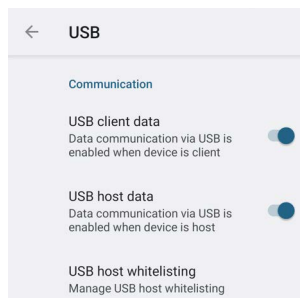 USB
Communication
USB client data
Data communication via USB is
enabled when device is client
USB host data
Data communication via USB is
enabled when device is host
USB host whitelisting
Manage USB host whitelisting